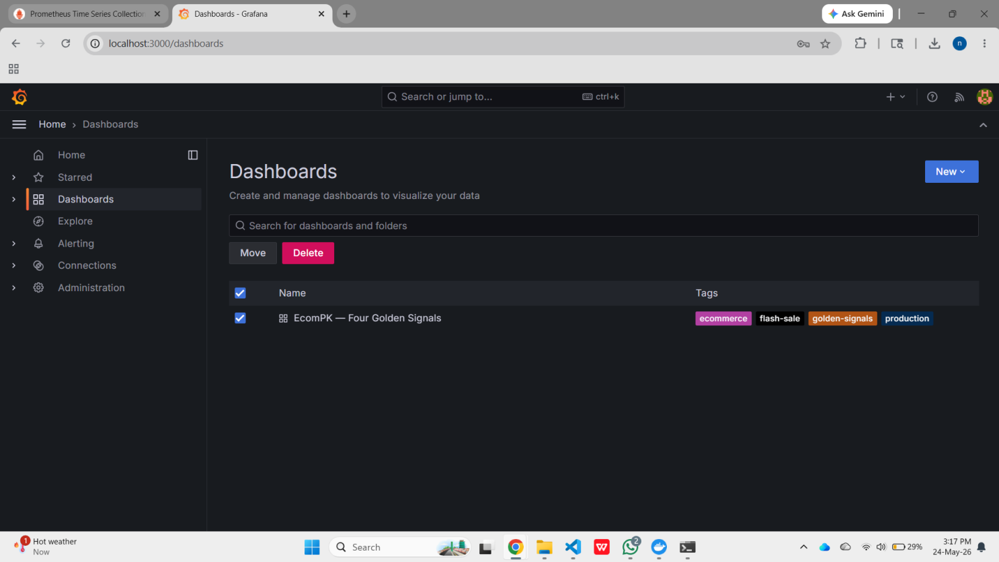 Prometheus Time Series Collection
Dashboards - Grafana
Ask Gemini
localhost:3000/dashboards
n
Search or jump to...
ctrl+k
Home
Dashboards
Home
Starred
Dashboards
Explore
Alerting
Connections
Administration
Dashboards
New
Create and manage dashboards to visualize your data
Search for dashboards and folders
Move
Delete
Name
Tags
EcomPK — Four Golden Signals
ecommerce
flash-sale
golden-signals
production
1
Hot weather
Now
Search
W
2
29%
3:17 PM
24-May-26